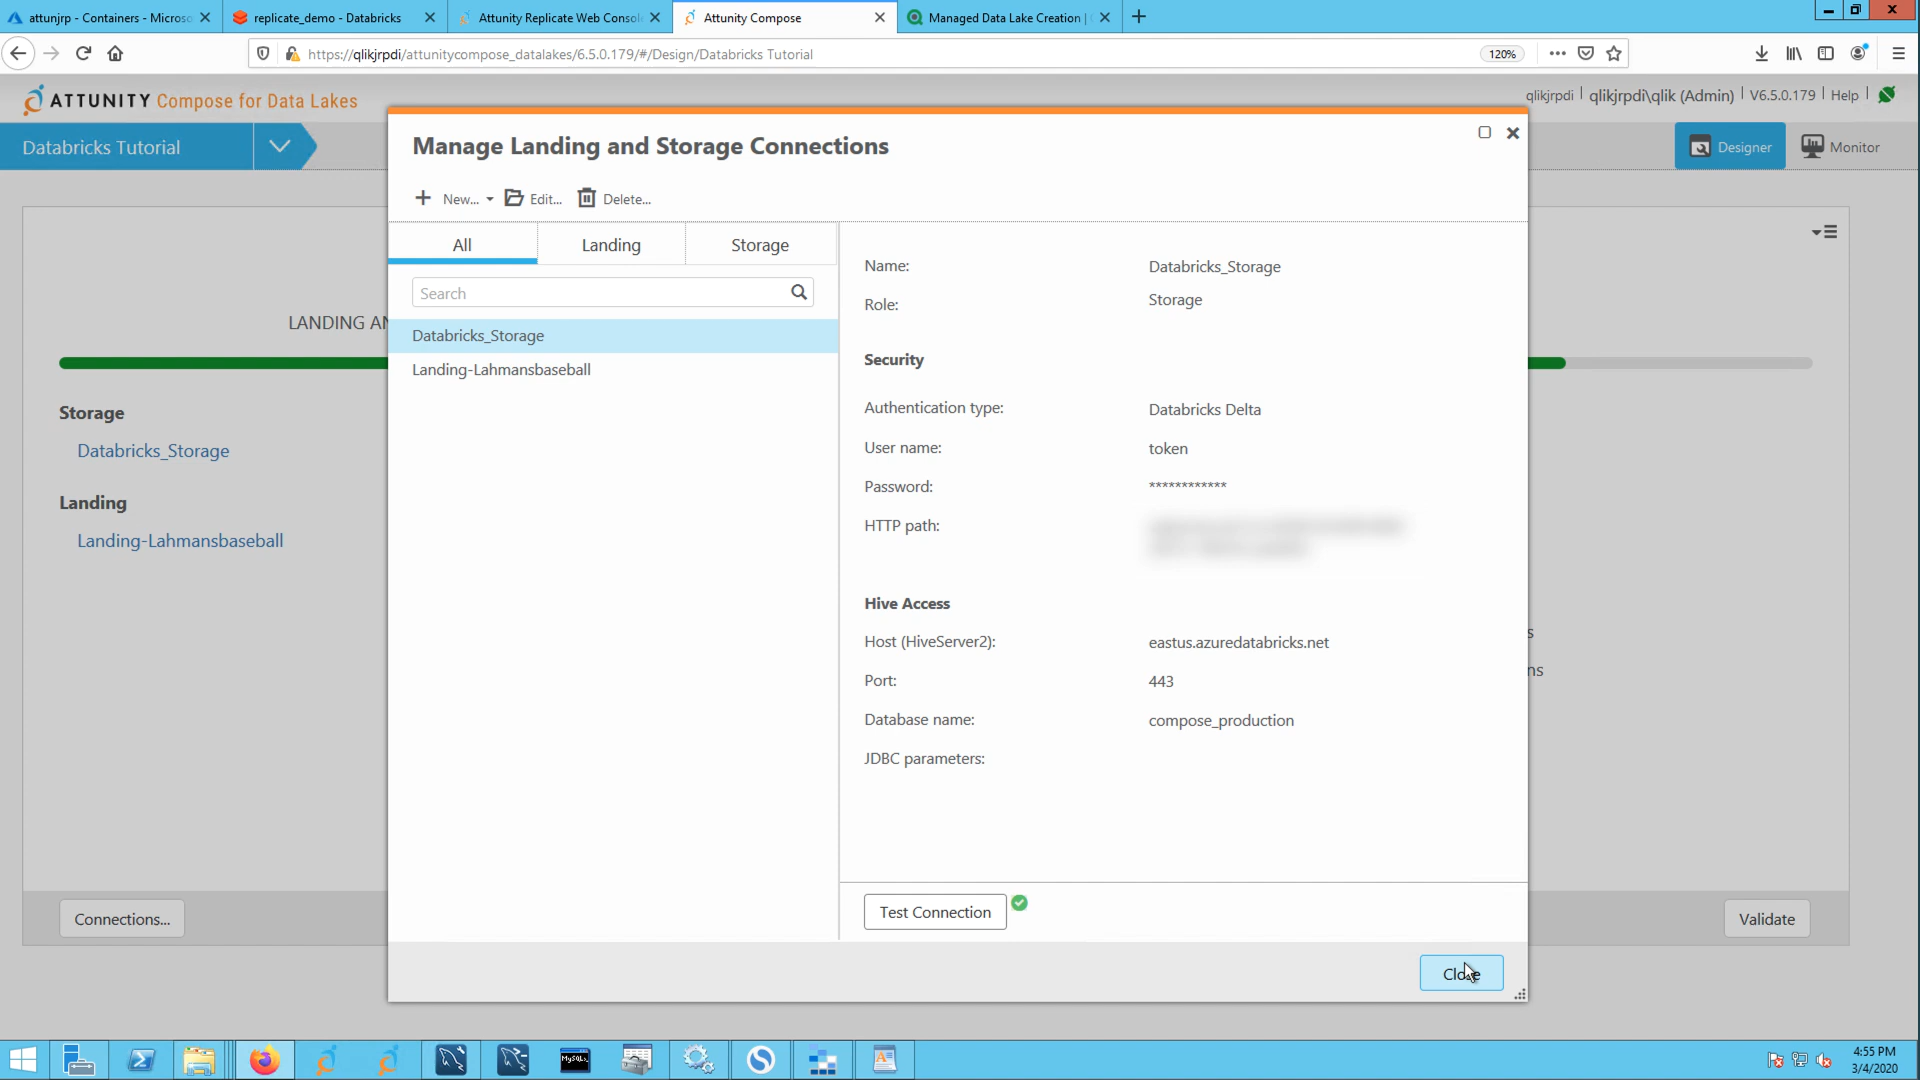 attunjrp - Containers - Microso
replicate_demo - Databricks
Attunity Replicate Web Consol
Attunity Compose
Managed Data Lake Creation |
https://qlikjrpdi/attunitycompose_datalakes/6.5.0.179/#/Design/Databricks Tutorial
120%
ATTUNITY Compose for Data Lakes
qlikjrpdi
qlikjrpdi\qlik (Admin)
V6.5.0.179
Help
Databricks Tutorial
Designer
Monitor
Manage Landing and Storage Connections
New...
Edit...
Delete...
All
Landing
Storage
Search
Databricks_Storage
Landing-Lahmansbaseball
Name:
Databricks_Storage
Role:
Storage
Security
Authentication type:
Databricks Delta
User name:
token
Password:
************
HTTP path:
Hive Access
Host (HiveServer2):
eastus.azuredatabricks.net
Port:
443
Database name:
compose_production
JDBC parameters:
Test Connection
Close
LANDING AN
Storage
Databricks_Storage
Landing
Landing-Lahmansbaseball
s
ns
Connections...
Validate
MySQL
4:55 PM
3/4/2020